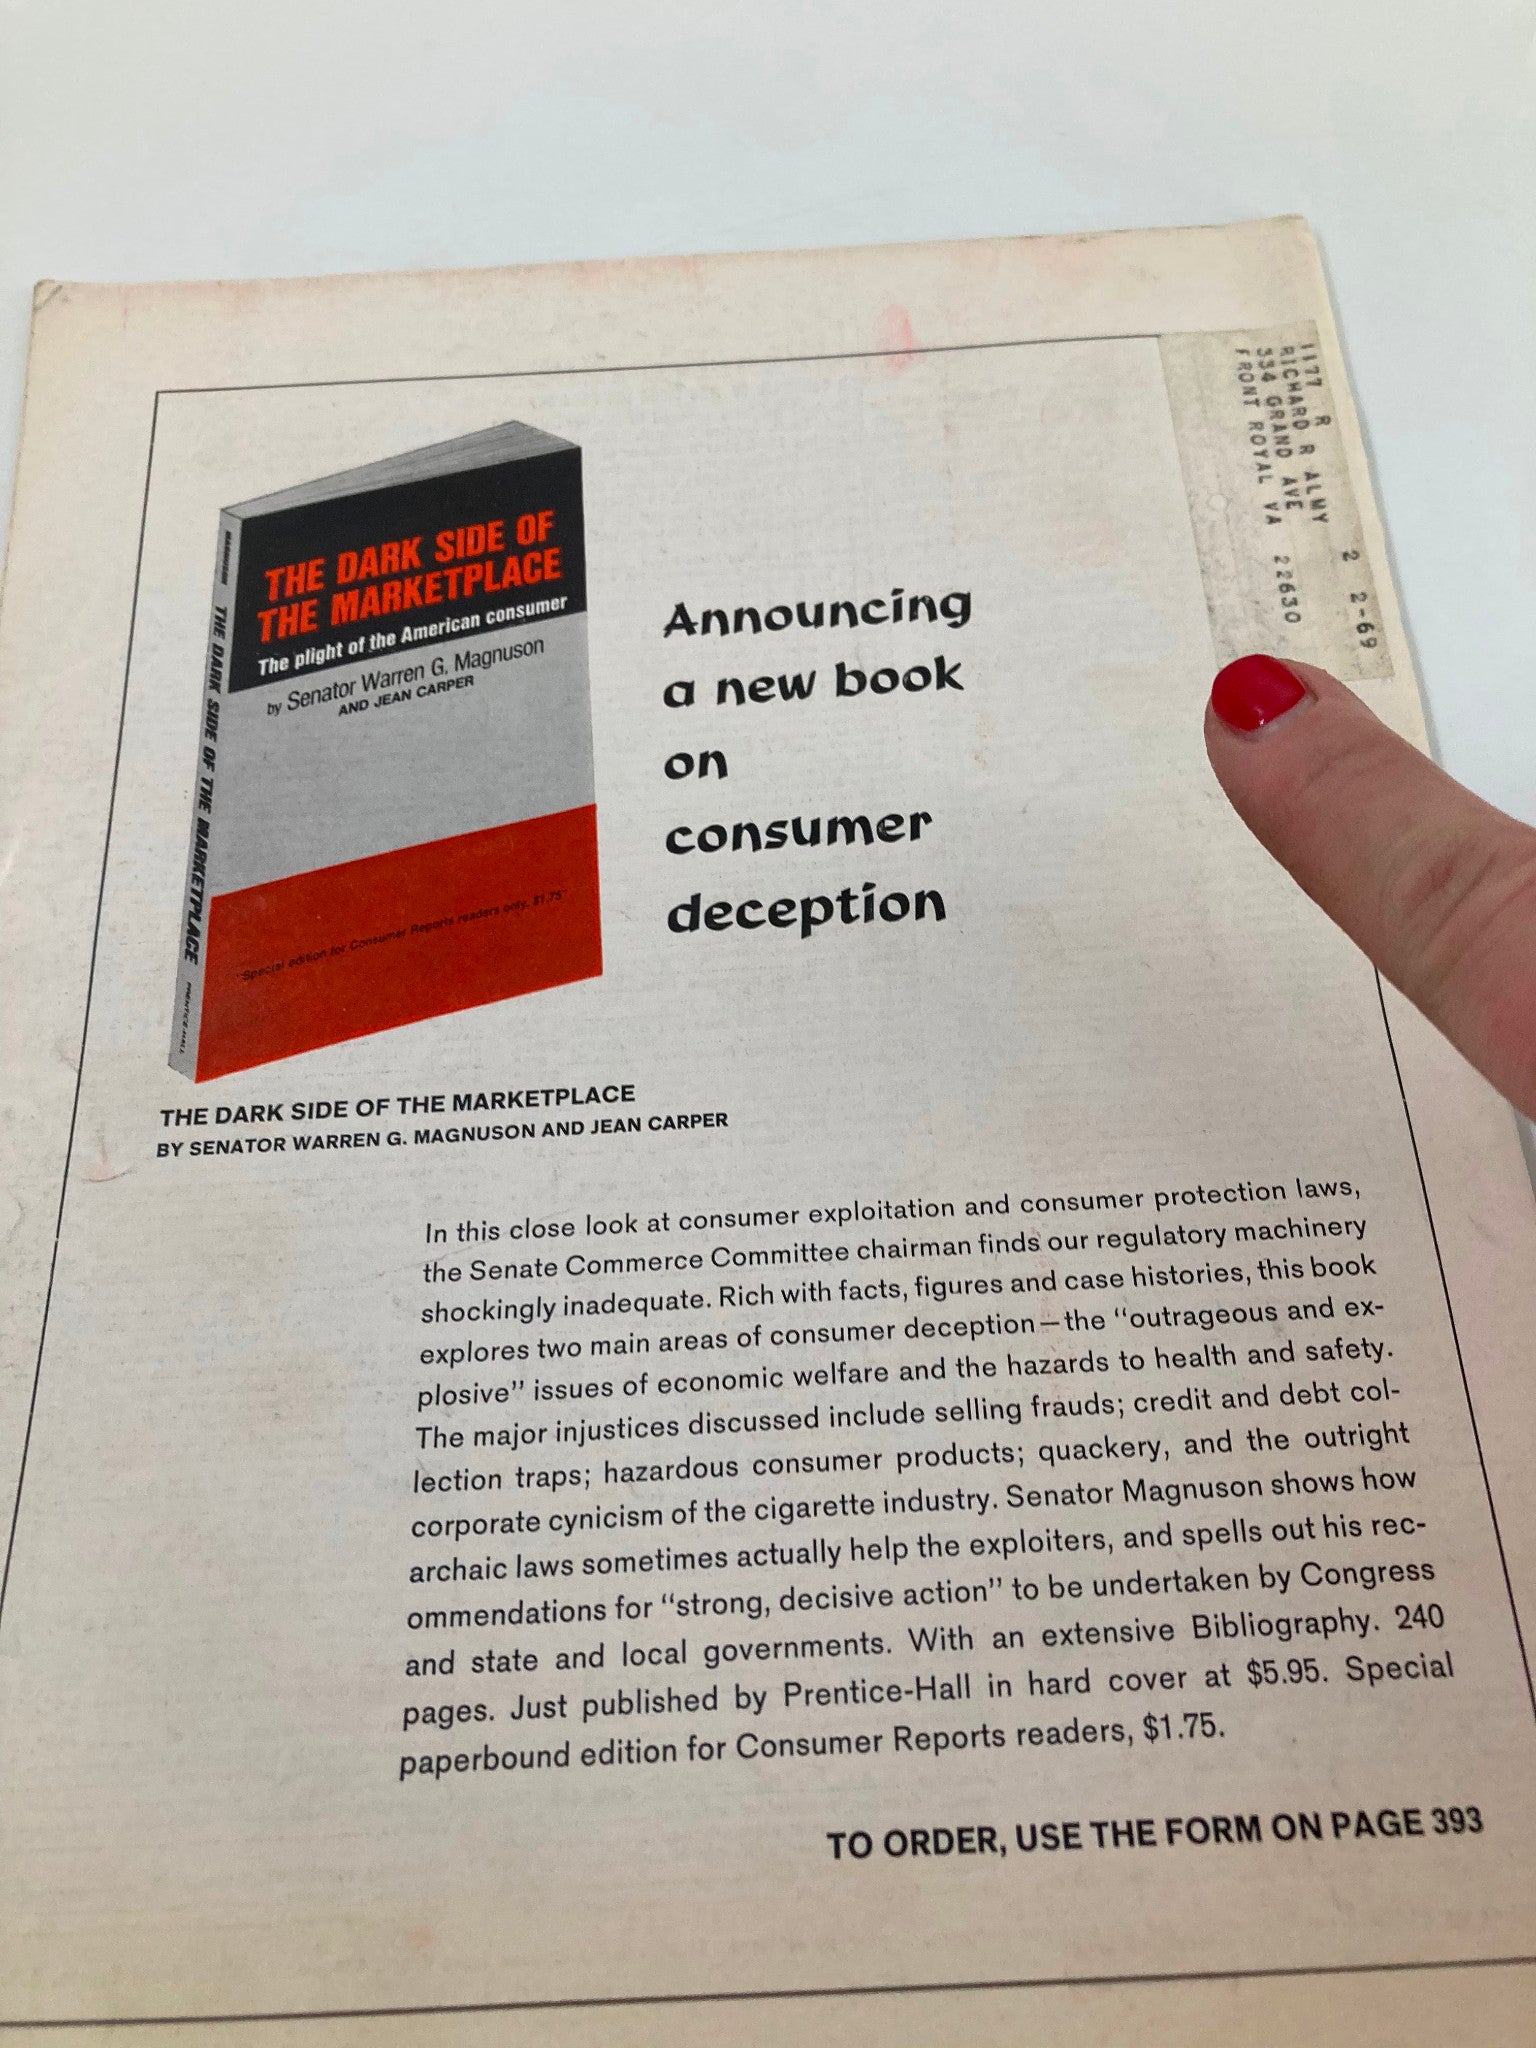 1177 R
RICHARD R ALMY 2 2-69
334 GRAND AVE
FRONT ROYAL VA 22630
MAGNUSON THE DARK SIDE OF THE MARKETPLACE PRENTICE-HALL
THE DARK SIDE OF
THE MARKETPLACE
The plight of the American consumer
by Senator Warren G. Magnuson
AND JEAN CARPER
"Special edition for Consumer Reports readers only, $1.75"
Announcing
a new book
on
consumer
deception
THE DARK SIDE OF THE MARKETPLACE
BY SENATOR WARREN G. MAGNUSON AND JEAN CARPER
In this close look at consumer exploitation and consumer protection laws,
the Senate Commerce Committee chairman finds our regulatory machinery
shockingly inadequate. Rich with facts, figures and case histories, this book
explores two main areas of consumer deception—the “outrageous and ex-
plosive” issues of economic welfare and the hazards to health and safety.
The major injustices discussed include selling frauds; credit and debt col-
lection traps; hazardous consumer products; quackery, and the outright
corporate cynicism of the cigarette industry. Senator Magnuson shows how
archaic laws sometimes actually help the exploiters, and spells out his rec-
ommendations for “strong, decisive action” to be undertaken by Congress
and state and local governments. With an extensive Bibliography. 240
pages. Just published by Prentice-Hall in hard cover at $5.95. Special
paperbound edition for Consumer Reports readers, $1.75.
TO ORDER, USE THE FORM ON PAGE 393